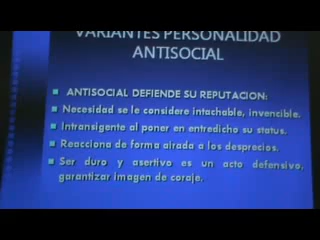 VARIANTES PERSONALIDAD
ANTISOCIAL
ANTISOCIAL DEFIENDE SU REPUTACION:
Necesidad se le considere intachable, invencible.
Intransigente al poner en entredicho su status.
Reacciona de forma airada a los desprecios.
Ser duro y asertivo es un acto defensivo,
garantizar imagen de coraje.